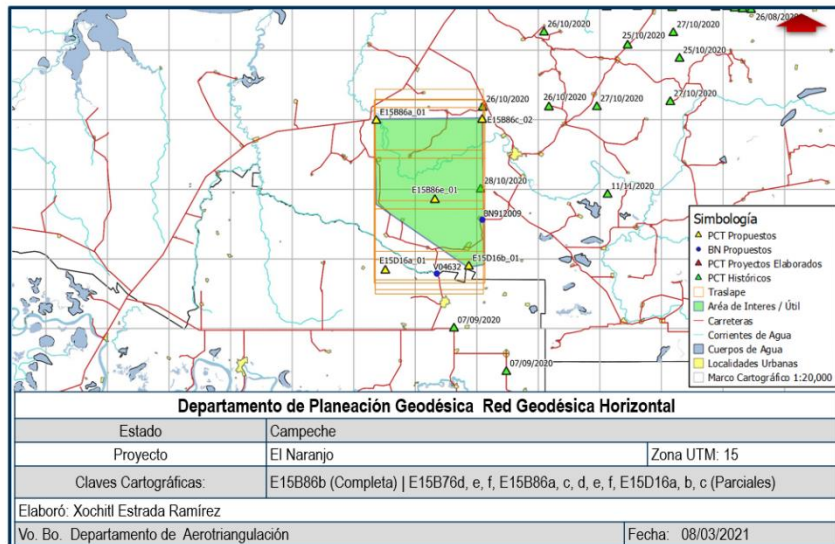 26/10/2020
27/10/2020
26/08/2020
25/10/2020
25/10/2020
E15B86a_01
26/10/2020
E15B86c_02
26/10/2020
27/10/2020
27/10/2020
E15B86e_01
28/10/2020
11/11/2020
BN912009
E15D16a_01
V04632
E15D16b_01
07/09/2020
07/09/2020
Simbología
PCT Propuestos
BN Propuestos
PCT Proyectos Elaborados
PCT Históricos
Traslape
Aréa de Interes / Útil
Carreteras
Corrientes de Agua
Cuerpos de Agua
Localidades Urbanas
Marco Cartográfico 1:20,000
Departamento de Planeación Geodésica Red Geodésica Horizontal
Estado Campeche
Proyecto El Naranjo Zona UTM: 15
Claves Cartográficas: E15B86b (Completa) | E15B76d, e, f, E15B86a, c, d, e, f, E15D16a, b, c (Parciales)
Elaboró: Xochitl Estrada Ramírez
Vo. Bo. Departamento de Aerotriangulación Fecha: 08/03/2021